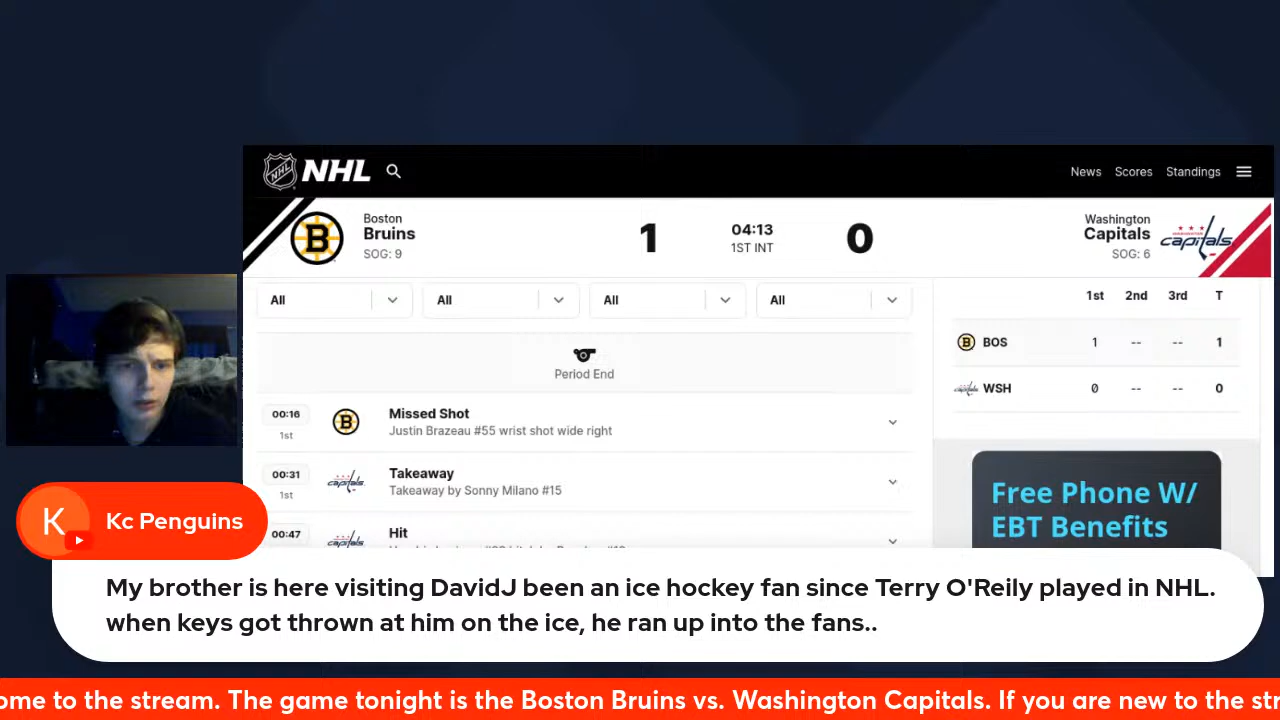 NHL
News Scores Standings
Boston
Bruins
SOG: 9
1
04:13
1ST INT
0
Washington
Capitals
SOG: 6
capitals
All All All All
1st 2nd 3rd T
BOS 1 -- -- 1
WSH 0 -- -- 0
Period End
00:16
1st
Missed Shot
Justin Brazeau #55 wrist shot wide right
00:31
1st
Takeaway
Takeaway by Sonny Milano #15
00:47
Hit
Free Phone W/
EBT Benefits
K Kc Penguins
My brother is here visiting DavidJ been an ice hockey fan since Terry O'Reily played in NHL.
when keys got thrown at him on the ice, he ran up into the fans..
ome to the stream. The game tonight is the Boston Bruins vs. Washington Capitals. If you are new to the str